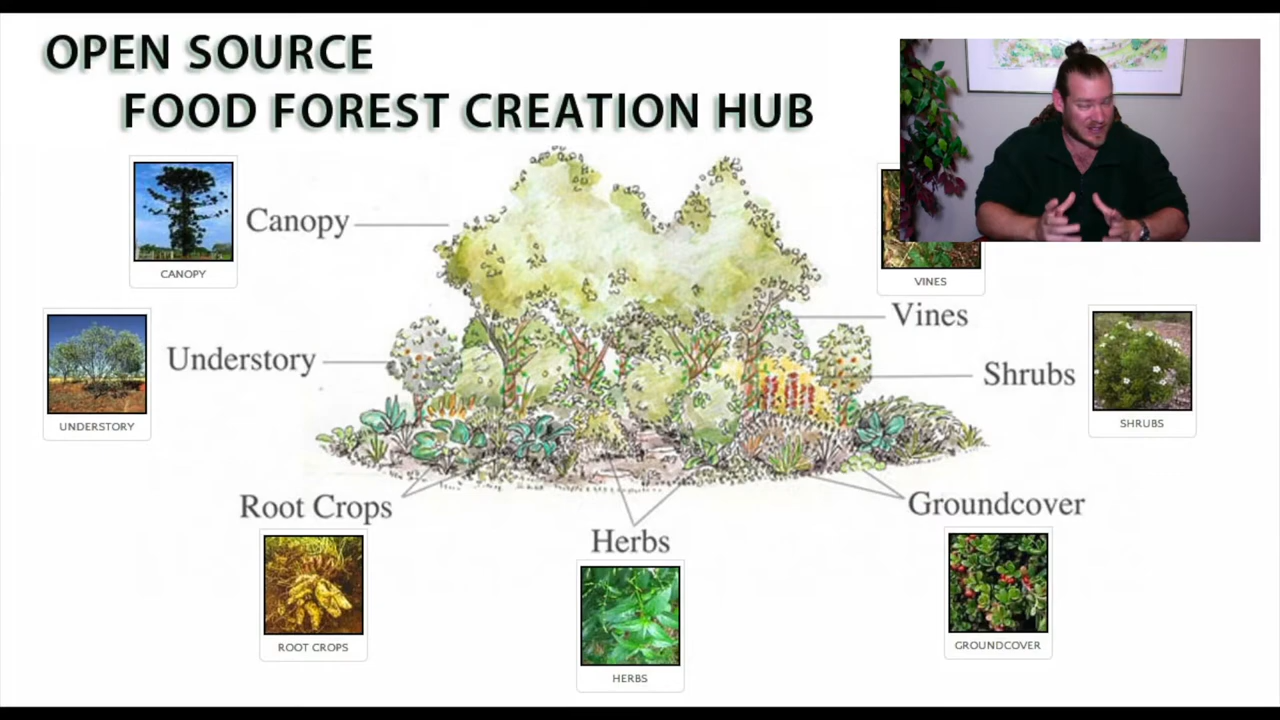 OPEN SOURCE
FOOD FOREST CREATION HUB
CANOPY
Canopy
VINES
Vines
UNDERSTORY
Understory
Shrubs
SHRUBS
Root Crops
ROOT CROPS
Herbs
HERBS
Groundcover
GROUNDCOVER